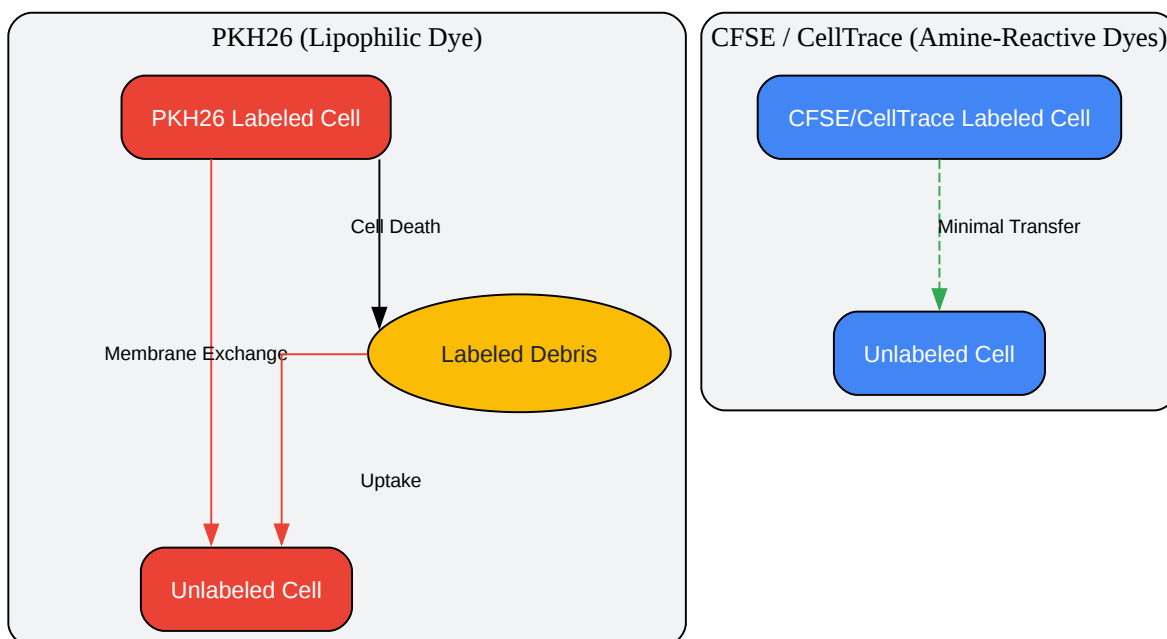 PKH26 (Lipophilic Dye)
PKH26 Labeled Cell
Cell Death
Membrane Exchange
Labeled Debris
Uptake
Unlabeled Cell
CFSE / CellTrace (Amine-Reactive Dyes)
CFSE/CellTrace Labeled Cell
Minimal Transfer
Unlabeled Cell